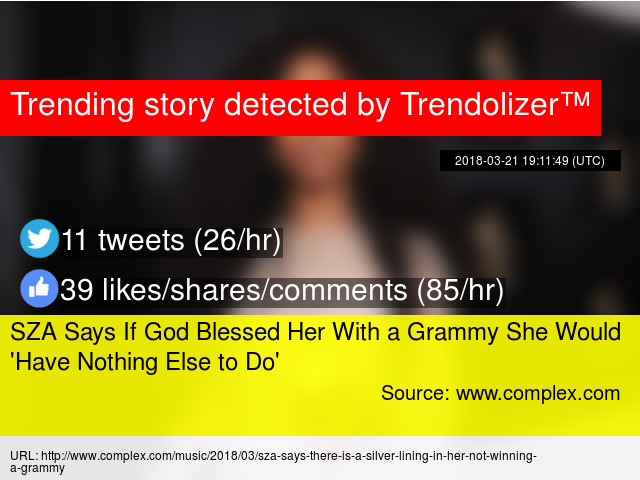 Trending story detected by Trendolizer™
2018-03-21 19:11:49 (UTC)
11 tweets (26/hr)
39 likes/shares/comments (85/hr)
SZA Says If God Blessed Her With a Grammy She Would
'Have Nothing Else to Do'
Source: www.complex.com
URL: http://www.complex.com/music/2018/03/sza-says-there-is-a-silver-lining-in-her-not-winning-
a-grammy